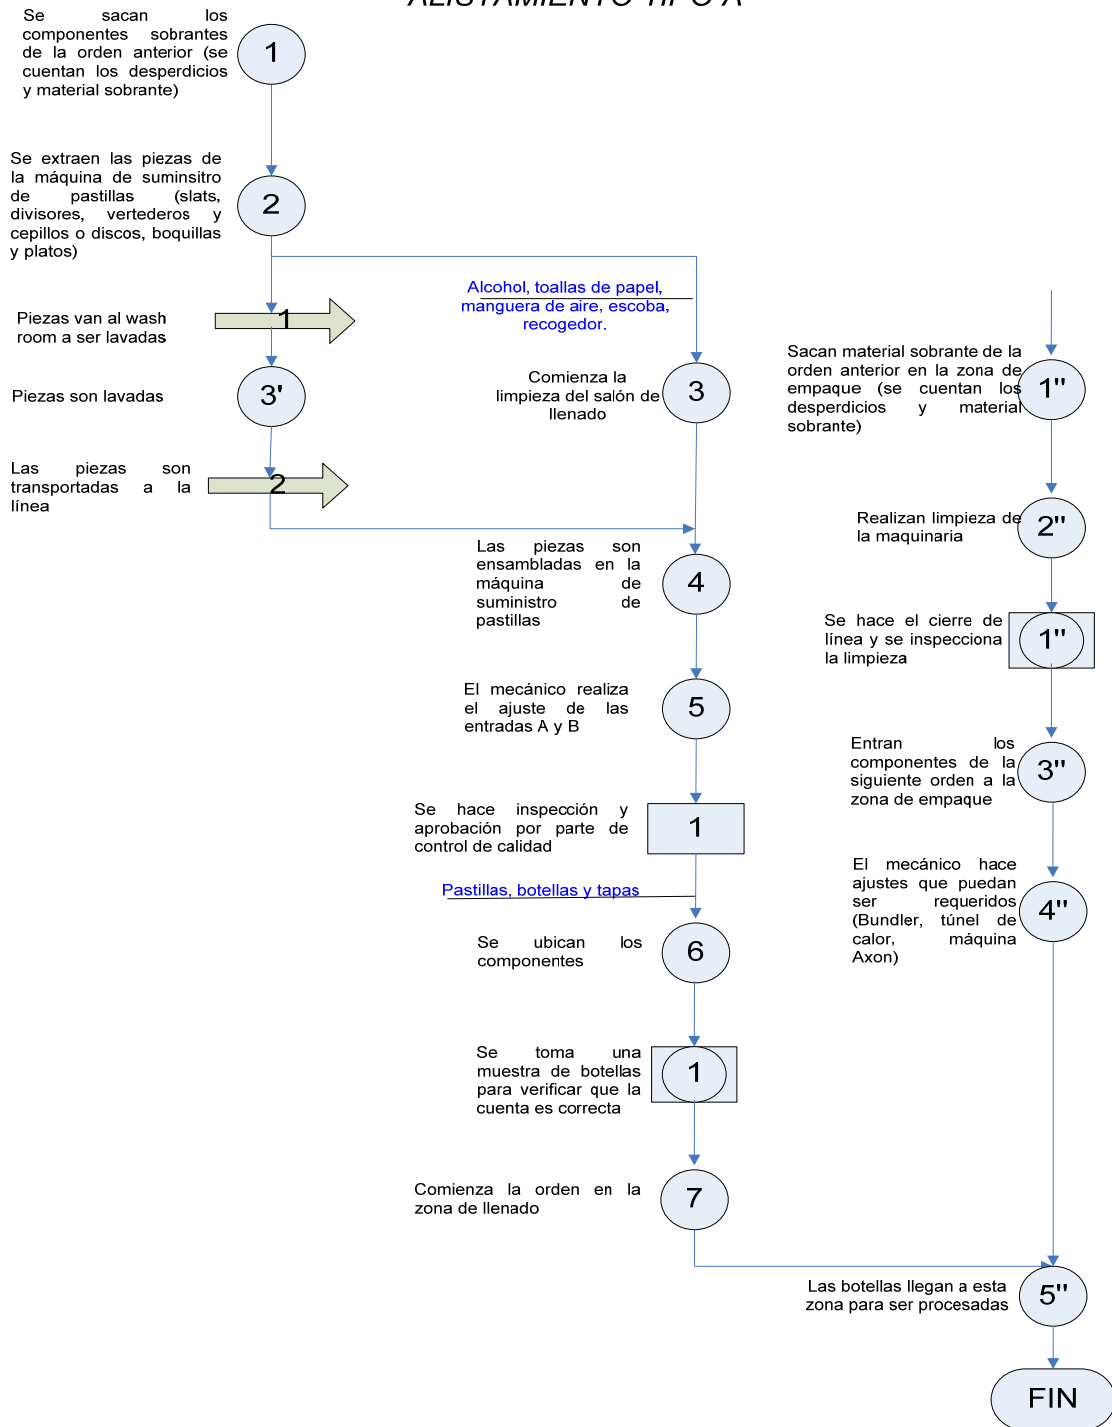 ALISTAMIENTO TIPO A
Se sacan los
componentes sobrantes
de la orden anterior (se
cuentan los desperdicios
y material sobrante)
1
Se extraen las piezas de
la máquina de suminsitro
de pastillas (slats,
divisores, vertederos y
cepillos o discos, boquillas
y platos)
2
Piezas van al wash
room a ser lavadas
1
Piezas son lavadas
3'
Las piezas son
transportadas a la
línea
2
Alcohol, toallas de papel,
manguera de aire, escoba,
recogedor.
Comienza la
limpieza del salón de
llenado
3
Las piezas son
ensambladas en la
máquina de
suministro de
pastillas
4
El mecánico realiza
el ajuste de las
entradas A y B
5
Se hace inspección y
aprobación por parte de
control de calidad
1
Pastillas, botellas y tapas
Se ubican los
componentes
6
Se toma una
muestra de botellas
para verificar que la
cuenta es correcta
1
Comienza la orden en la
zona de llenado
7
Sacan material sobrante de la
orden anterior en la zona de
empaque (se cuentan los
desperdicios y material
sobrante)
1"
Realizan limpieza de
la maquinaria
2"
Se hace el cierre de
línea y se inspecciona
la limpieza
1"
Entran los
componentes de la
siguiente orden a la
zona de empaque
3"
El mecánico hace
ajustes que puedan
ser requeridos
(Bundler, túnel de
calor, máquina
Axon)
4"
Las botellas llegan a esta
zona para ser procesadas
5"
FIN